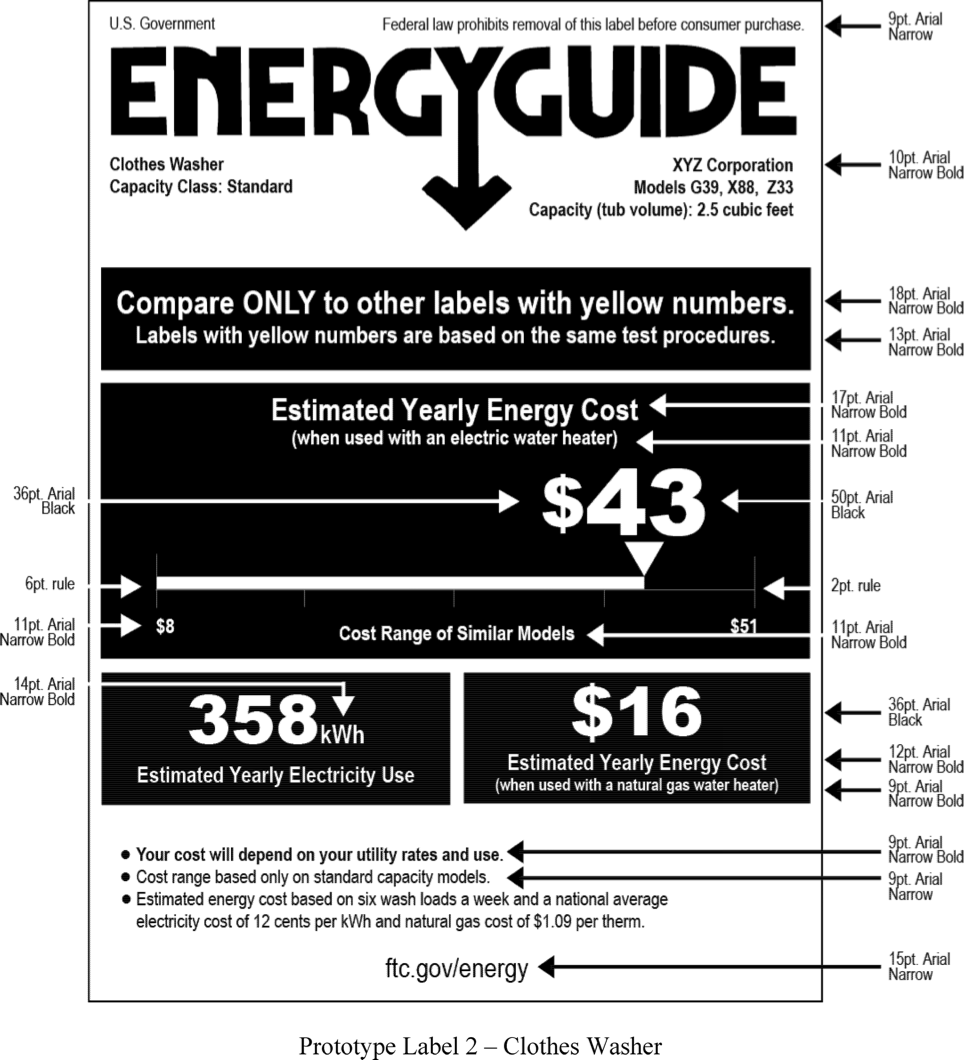 U.S. Government
Federal law prohibits removal of this label before consumer purchase.
9pt. Arial
Narrow
ENERGYGUIDE
Clothes Washer
Capacity Class: Standard
XYZ Corporation
Models G39, X88, Z33
Capacity (tub volume): 2.5 cubic feet
10pt. Arial
Narrow Bold
Compare ONLY to other labels with yellow numbers.
Labels with yellow numbers are based on the same test procedures.
18pt. Arial
Narrow Bold
13pt. Arial
Narrow Bold
Estimated Yearly Energy Cost
(when used with an electric water heater)
17pt. Arial
Narrow Bold
11pt. Arial
Narrow Bold
36pt. Arial
Black
$43
50pt. Arial
Black
6pt. rule
2pt. rule
11pt. Arial
Narrow Bold
$8
Cost Range of Similar Models
$51
11pt. Arial
Narrow Bold
14pt. Arial
Narrow Bold
358 kWh
Estimated Yearly Electricity Use
$16
Estimated Yearly Energy Cost
(when used with a natural gas water heater)
36pt. Arial
Black
12pt. Arial
Narrow Bold
9pt. Arial
Narrow Bold
● Your cost will depend on your utility rates and use.
● Cost range based only on standard capacity models.
● Estimated energy cost based on six wash loads a week and a national average
electricity cost of 12 cents per kWh and natural gas cost of $1.09 per therm.
9pt. Arial
Narrow Bold
9pt. Arial
Narrow
ftc.gov/energy
15pt. Arial
Narrow
Prototype Label 2 – Clothes Washer